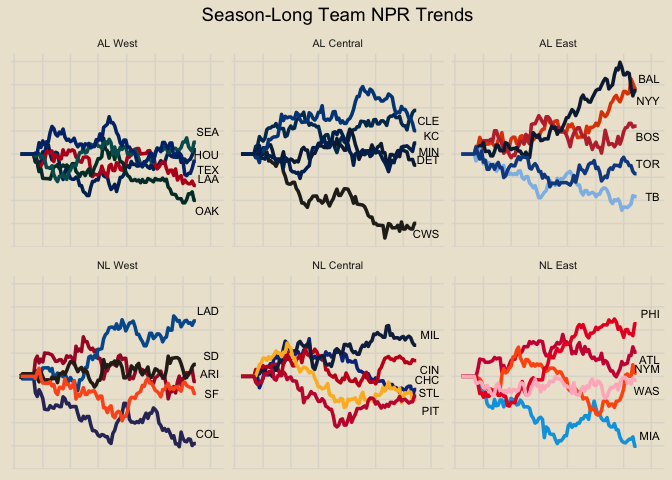 Season-Long Team NPR Trends
AL West
AL Central
AL East
SEA
HOU
TEX
LAA
OAK
CLE
KC
MIN
DET
CWS
BAL
NYY
BOS
TOR
TB
NL West
NL Central
NL East
LAD
SD
ARI
SF
COL
MIL
CIN
CHC
STL
PIT
PHI
ATL
NYM
WAS
MIA